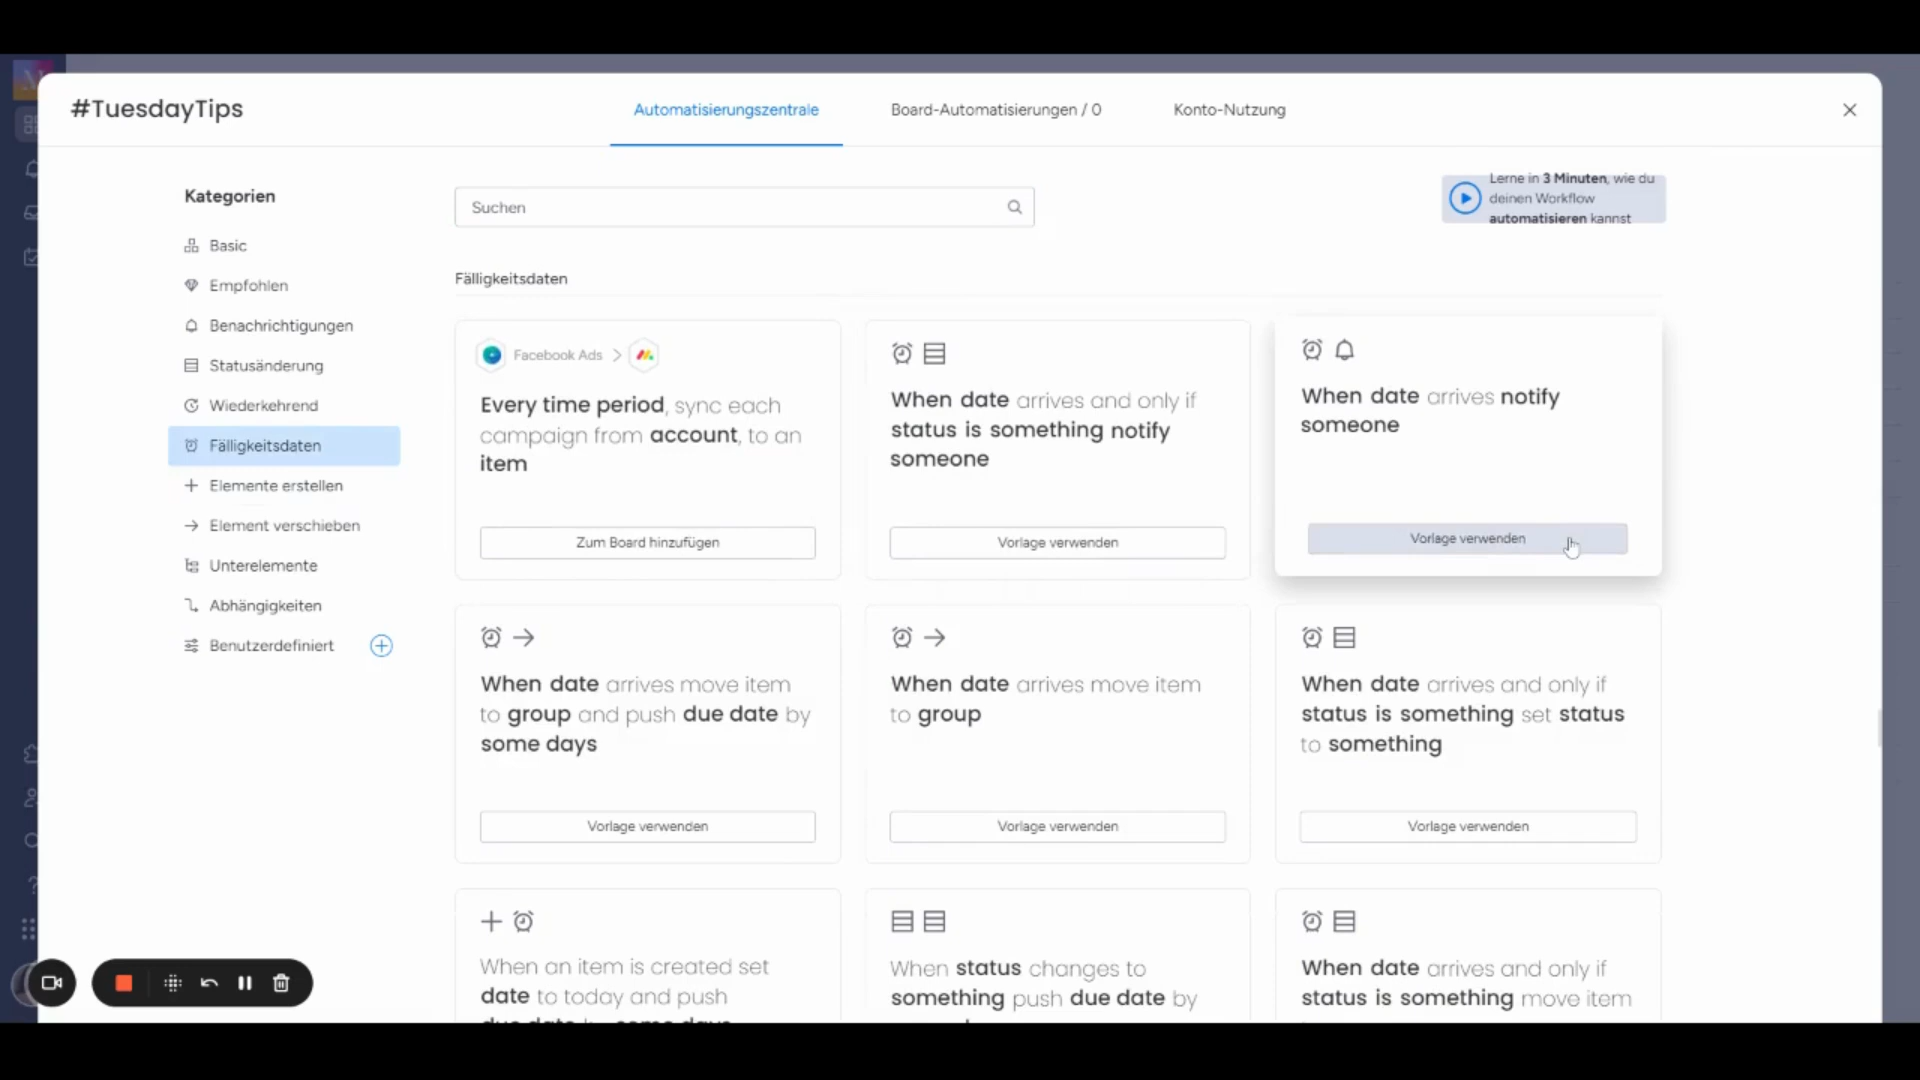 #TuesdayTips
Automatisierungszentrale
Board-Automatisierungen / 0
Konto-Nutzung
Kategorien
Basic
Empfohlen
Benachrichtigungen
Statusänderung
Wiederkehrend
Fälligkeitsdaten
Elemente erstellen
Element verschieben
Unterelemente
Abhängigkeiten
Benutzerdefiniert
Suchen
Lerne in 3 Minuten, wie du
deinen Workflow
automatisieren kannst
Fälligkeitsdaten
Facebook Ads
Every time period, sync each
campaign from account, to an
item
Zum Board hinzufügen
When date arrives and only if
status is something notify
someone
Vorlage verwenden
When date arrives notify
someone
Vorlage verwenden
When date arrives move item
to group and push due date by
some days
Vorlage verwenden
When date arrives move item
to group
Vorlage verwenden
When date arrives and only if
status is something set status
to something
Vorlage verwenden
When an item is created set
date to today and push
due date by some days
When status changes to
something push due date by
When date arrives and only if
status is something move item